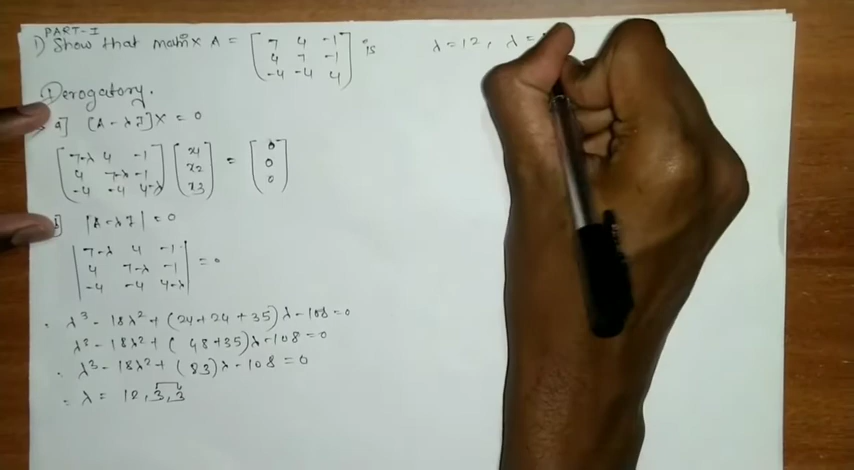 PART-I
1) Show that matrix A = [ 7 4 -1 is
4 7 -1
-4 -4 4 ]
λ = 12, λ =
① Derogatory.
a] [A - λI] X = 0
[ 7-λ 4 -1 ] [ x1 ] = [ 0 ]
4 7-λ -1 x2 0
-4 -4 4-λ x3 0
|A - λI| = 0
| 7-λ 4 -1 |
4 7-λ -1 = 0
-4 -4 4-λ
∴ λ³ - 18λ² + (24+24+35)λ - 108 = 0
λ³ - 18λ² + (48+35)λ - 108 = 0
∴ λ³ - 18λ² + (83)λ - 108 = 0
∴ λ = 12, 3, 3